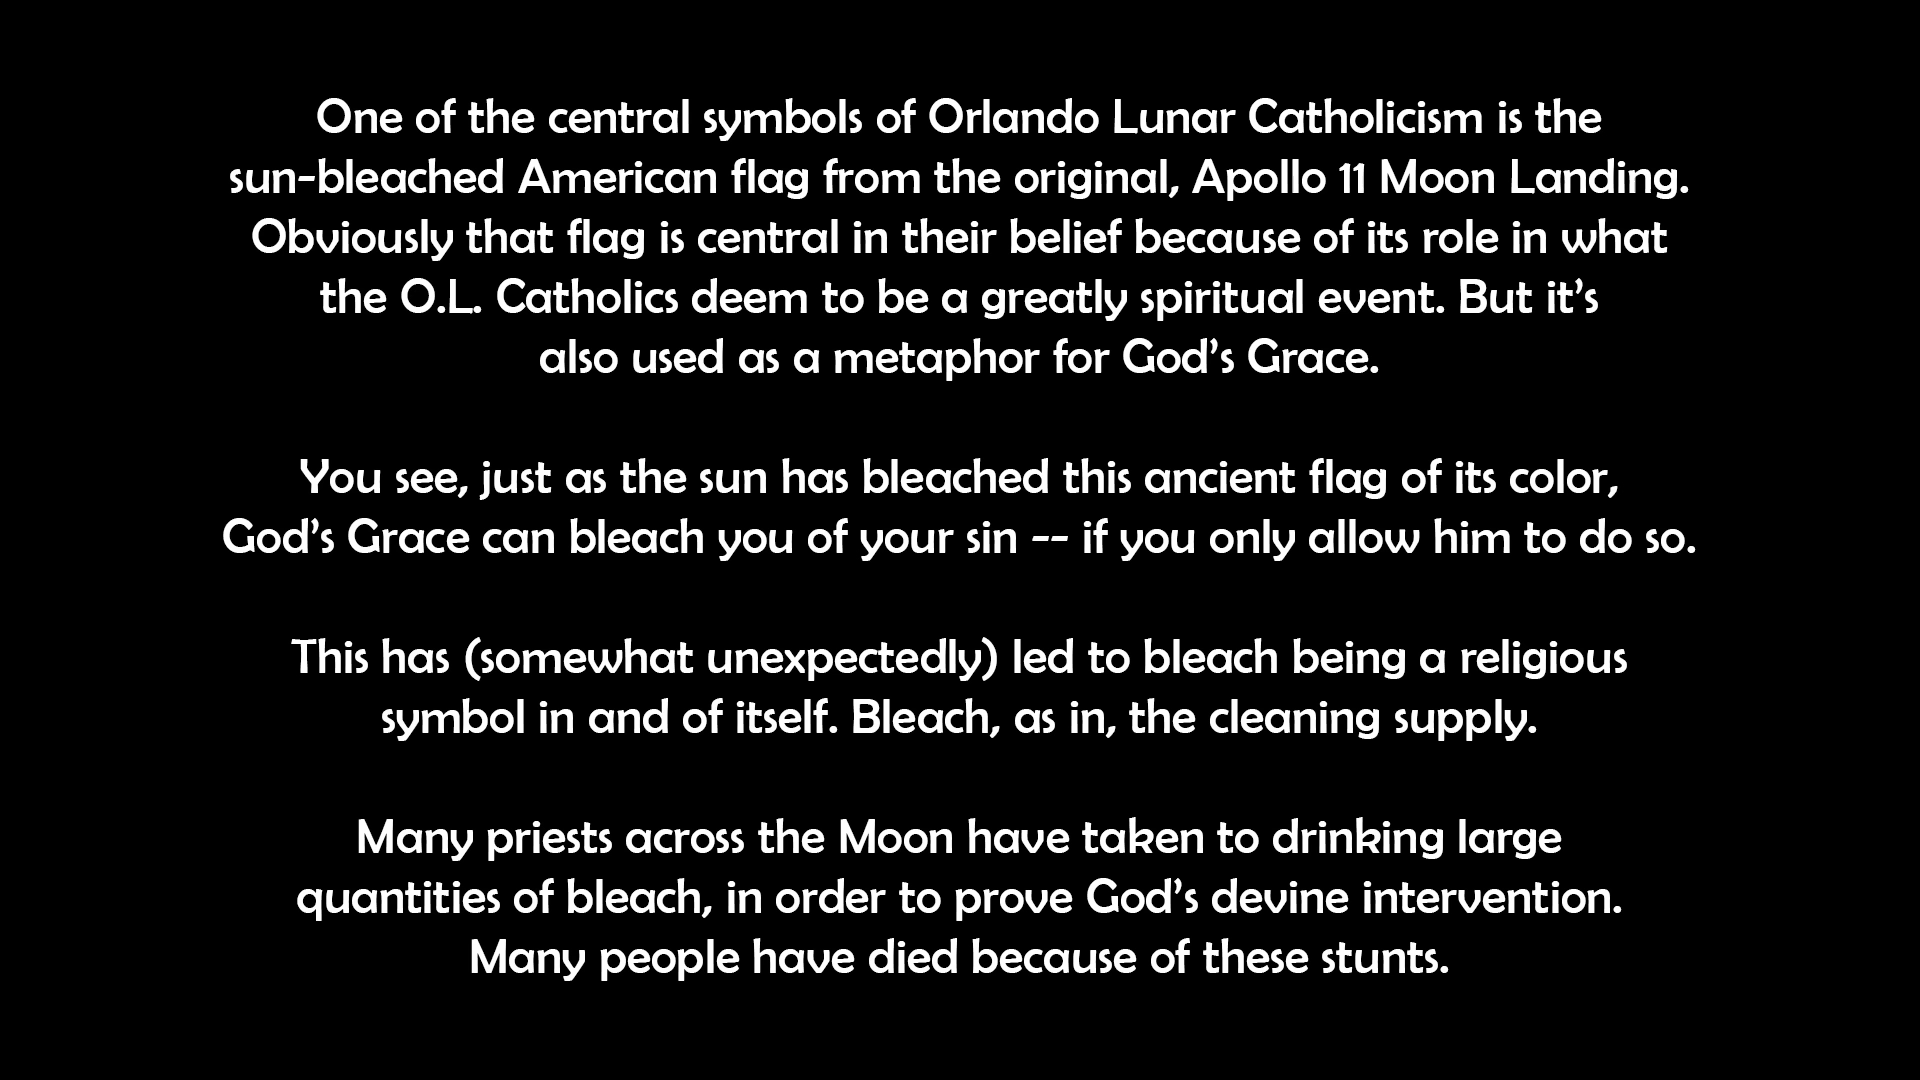 One of the central symbols of Orlando Lunar Catholicism is the
sun-bleached American flag from the original, Apollo 11 Moon Landing.
Obviously that flag is central in their belief because of its role in what
the O.L. Catholics deem to be a greatly spiritual event. But it’s
also used as a metaphor for God’s Grace.
You see, just as the sun has bleached this ancient flag of its color,
God’s Grace can bleach you of your sin -- if you only allow him to do so.
This has (somewhat unexpectedly) led to bleach being a religious
symbol in and of itself. Bleach, as in, the cleaning supply.
Many priests across the Moon have taken to drinking large
quantities of bleach, in order to prove God’s devine intervention.
Many people have died because of these stunts.